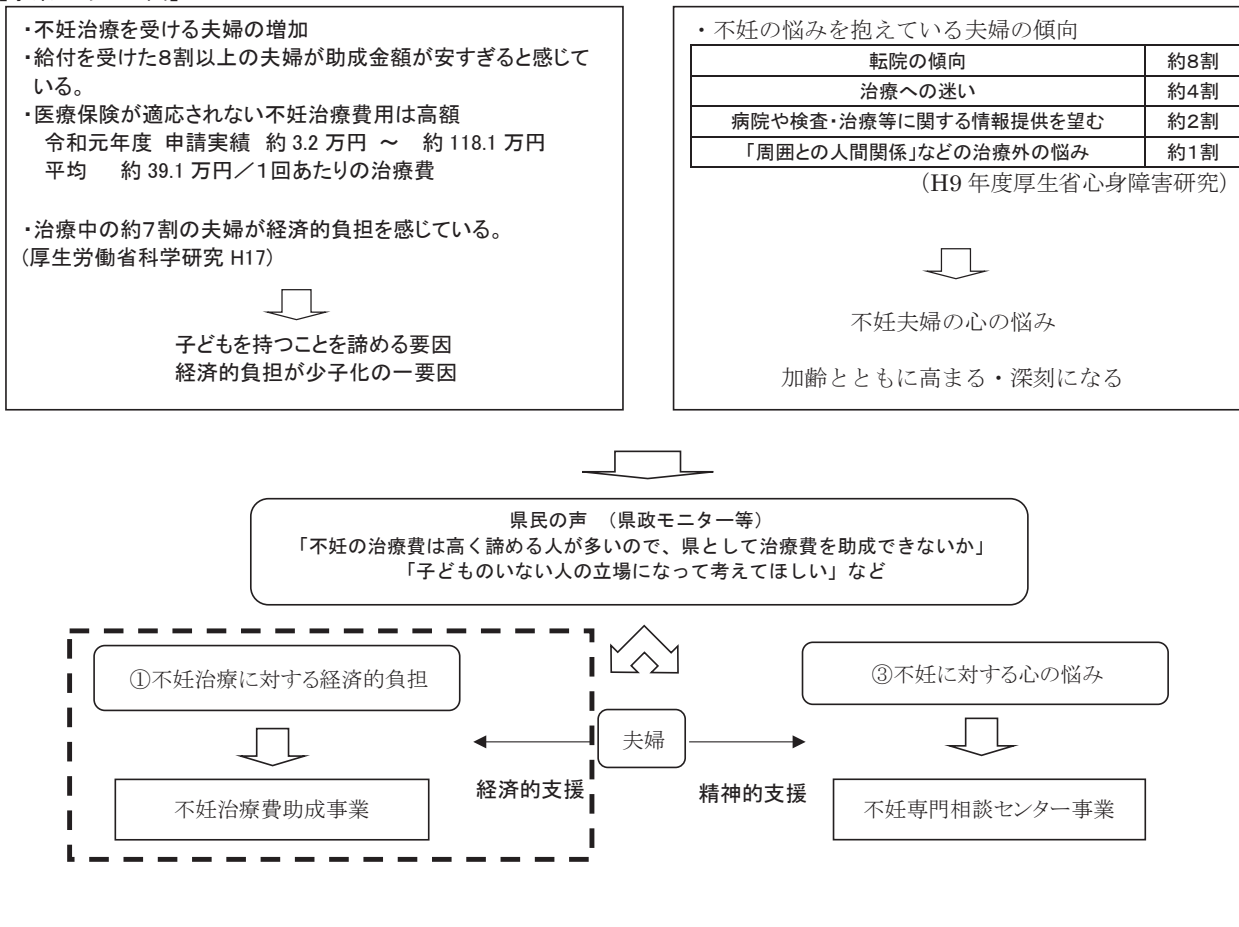 ・不妊治療を受ける夫婦の増加
・給付を受けた8割以上の夫婦が助成金額が安すぎると感じて
いる。
・医療保険が適応されない不妊治療費用は高額
令和元年度 申請実績 約 3.2 万円 ～ 約 118.1 万円
平均 約 39.1 万円／1回あたりの治療費
・治療中の約7割の夫婦が経済的負担を感じている。
(厚生労働省科学研究 H17)
子どもを持つことを諦める要因
経済的負担が少子化の一要因
・不妊の悩みを抱えている夫婦の傾向
転院の傾向 約8割
治療への迷い 約4割
病院や検査・治療等に関する情報提供を望む 約2割
「周囲との人間関係」などの治療外の悩み 約1割
（H9 年度厚生省心身障害研究）
不妊夫婦の心の悩み
加齢とともに高まる・深刻になる
県民の声 （県政モニター等）
「不妊の治療費は高く諦める人が多いので、県として治療費を助成できないか」
「子どものいない人の立場になって考えてほしい」など
①不妊治療に対する経済的負担
③不妊に対する心の悩み
夫婦
経済的支援
精神的支援
不妊治療費助成事業
不妊専門相談センター事業